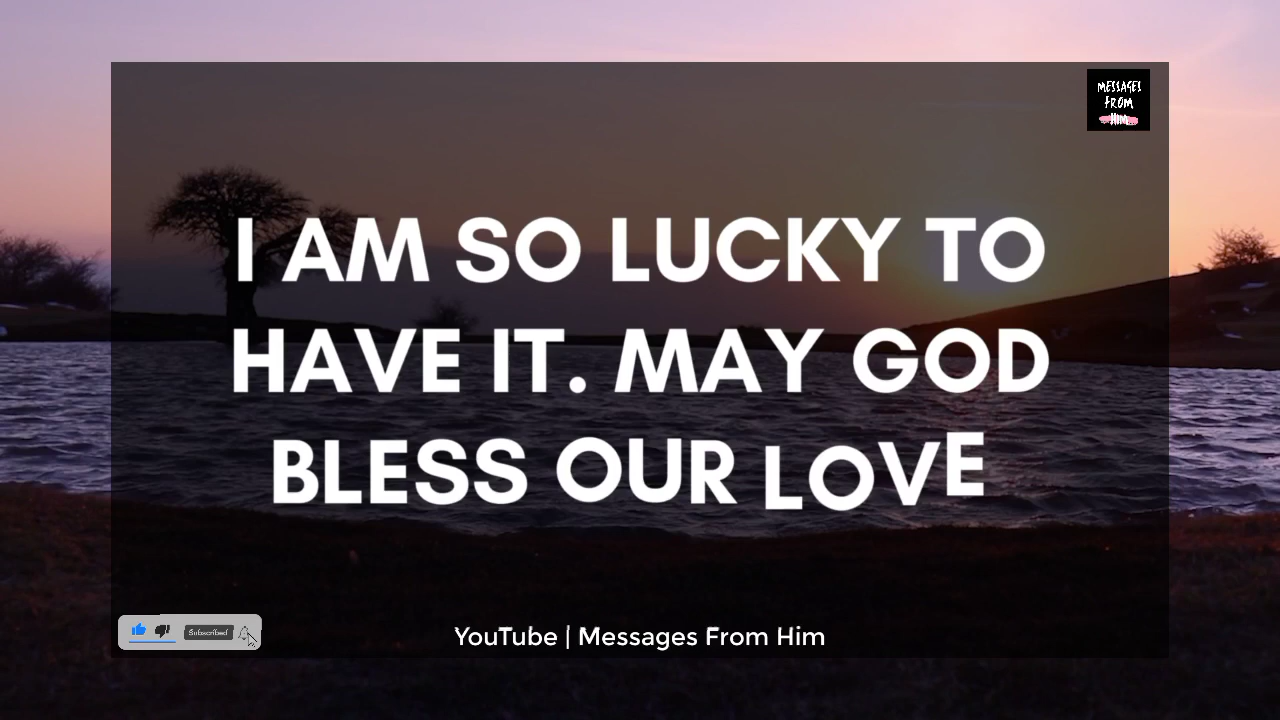 MESSAGES
FROM
HIM
I AM SO LUCKY TO
HAVE IT. MAY GOD
BLESS OUR LOVE
Subscribed
YouTube | Messages From Him